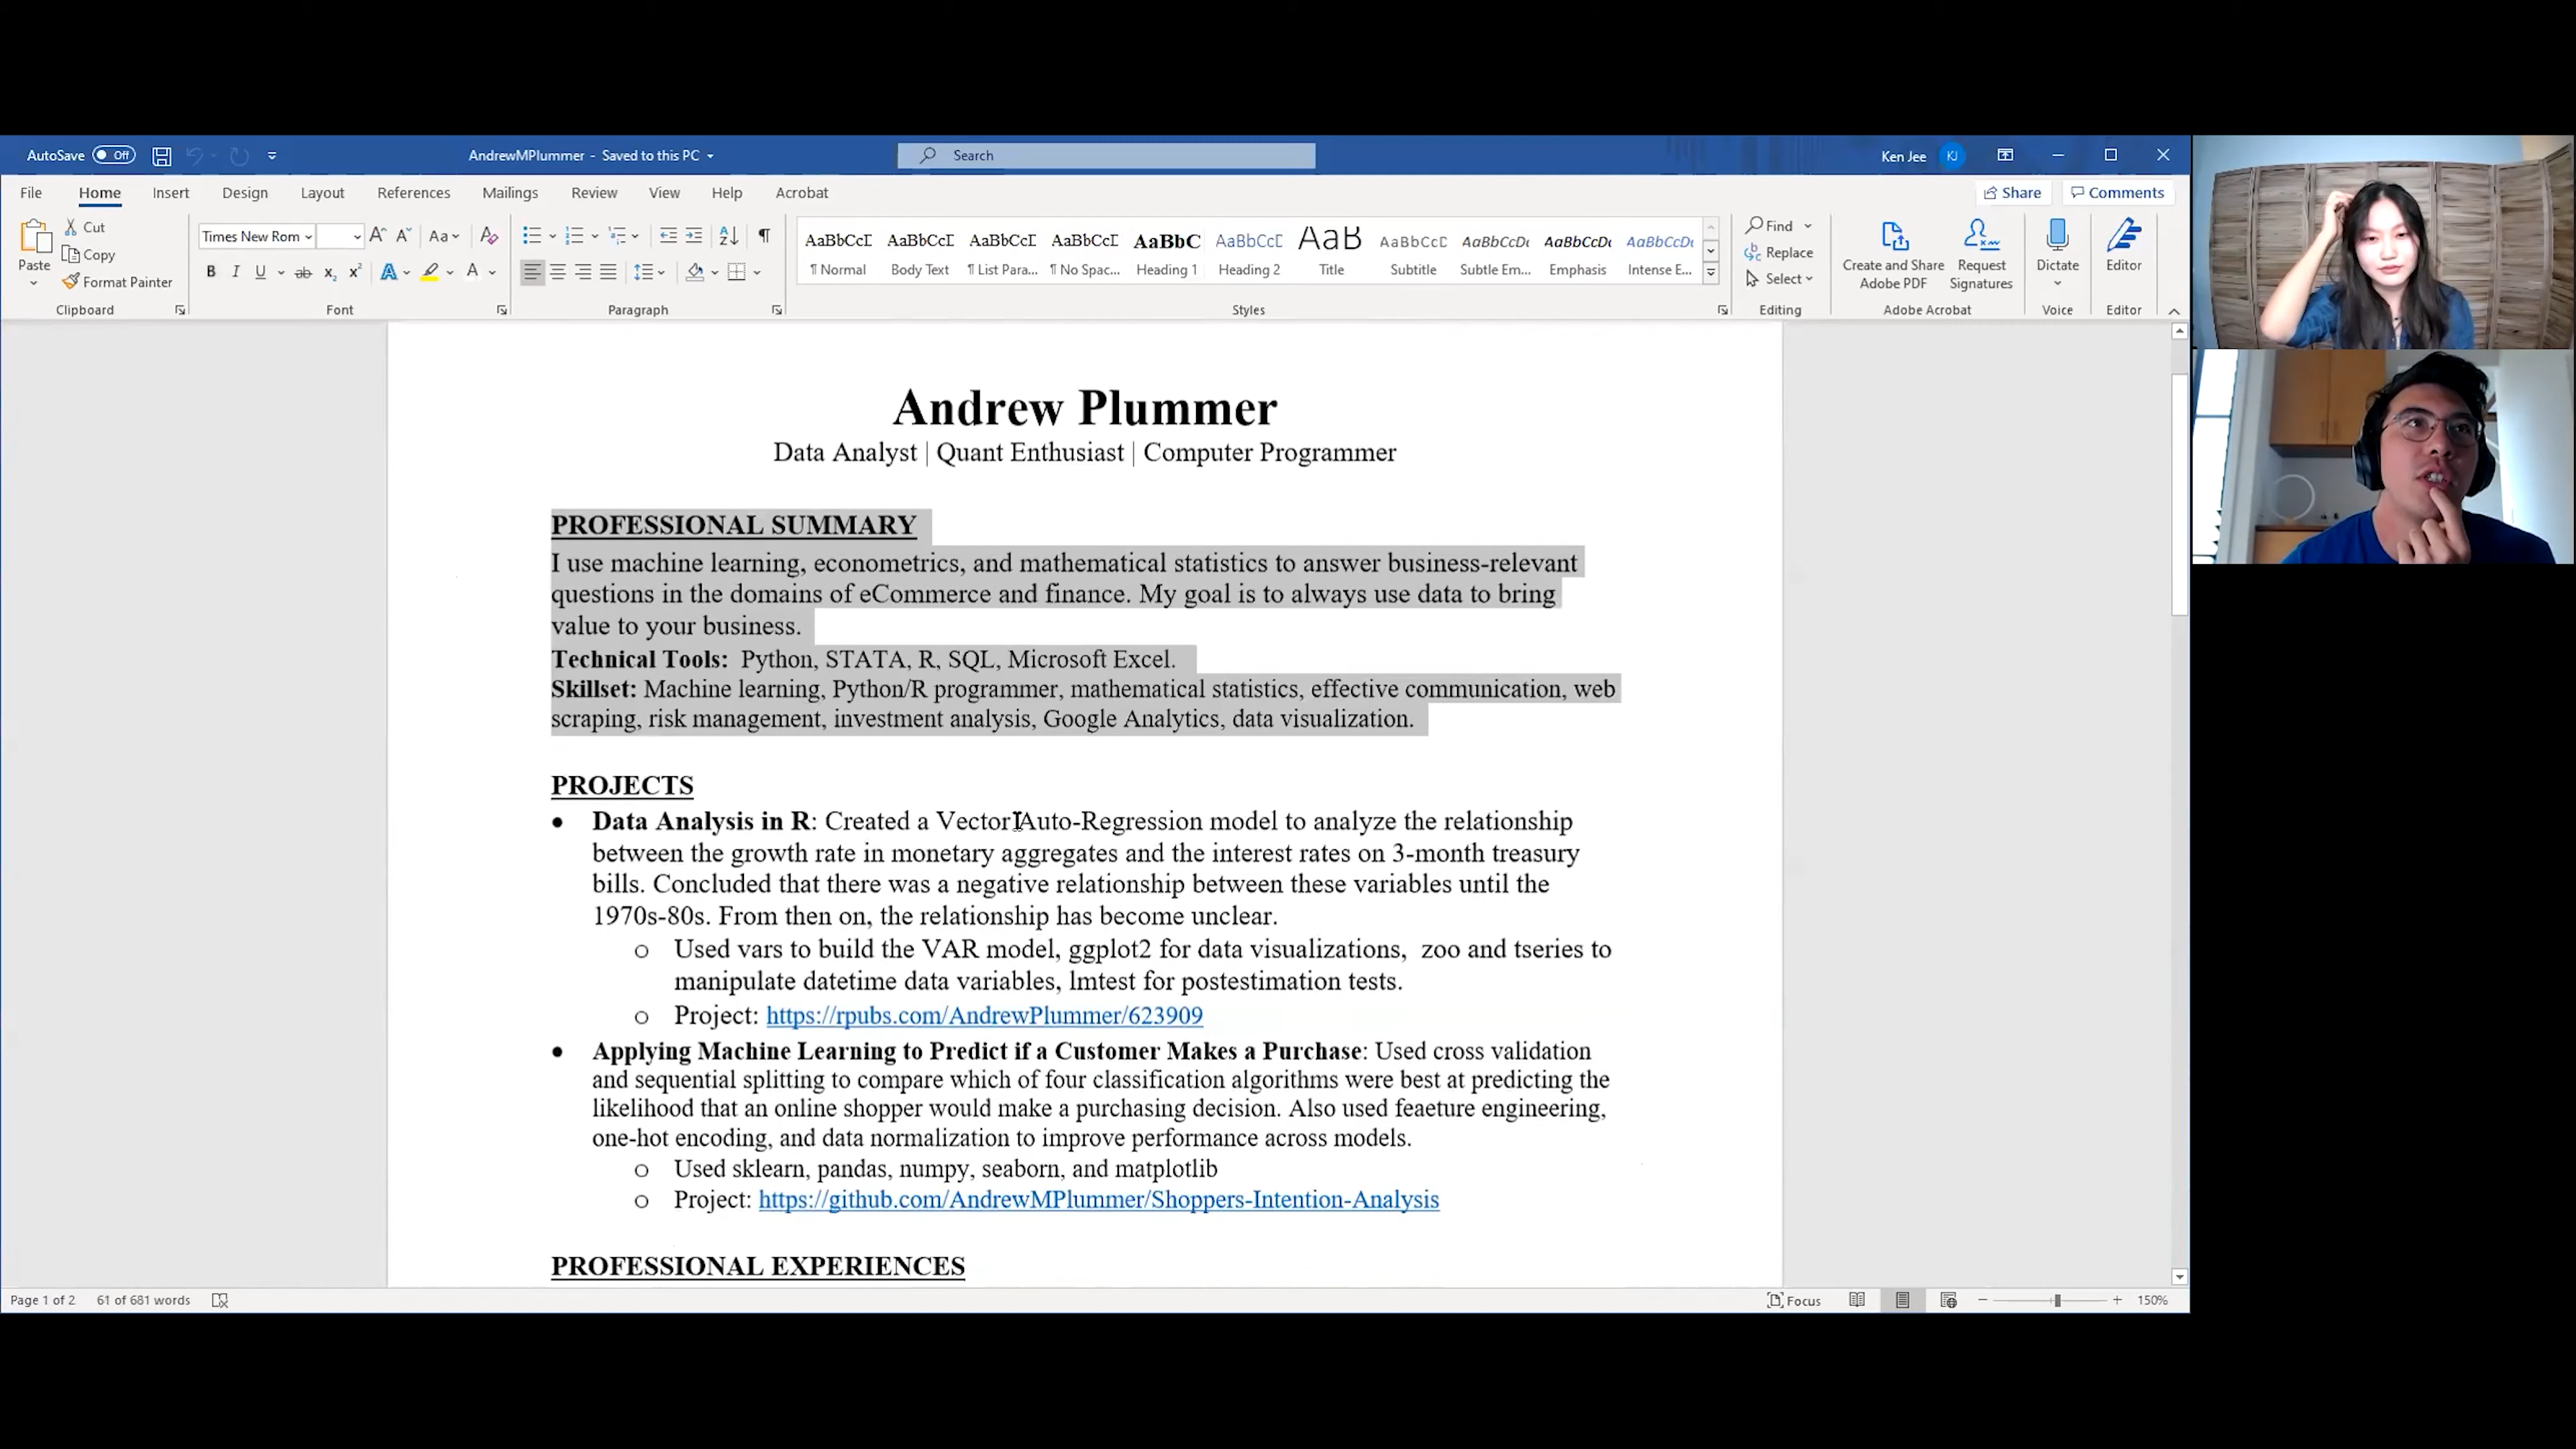 AutoSave Off
AndrewMPlummer - Saved to this PC
Search
Ken Jee KJ
File Home Insert Design Layout References Mailings Review View Help Acrobat
Share Comments
Paste
Cut
Copy
Format Painter
Clipboard
Times New Rom
Font
Paragraph
AaBbCcD AaBbCcD AaBbCcD AaBbCcD AaBbC AaBbCcD AaB AaBbCcD AaBbCcDc AaBbCcDc AaBbCcDc
¶ Normal Body Text ¶ List Para... ¶ No Spac... Heading 1 Heading 2 Title Subtitle Subtle Em... Emphasis Intense E...
Styles
Find
Replace
Select
Editing
Create and Share
Adobe PDF
Request
Signatures
Adobe Acrobat
Dictate
Voice
Editor
Editor
Andrew Plummer
Data Analyst | Quant Enthusiast | Computer Programmer
PROFESSIONAL SUMMARY
I use machine learning, econometrics, and mathematical statistics to answer business-relevant
questions in the domains of eCommerce and finance. My goal is to always use data to bring
value to your business.
Technical Tools: Python, STATA, R, SQL, Microsoft Excel.
Skillset: Machine learning, Python/R programmer, mathematical statistics, effective communication, web
scraping, risk management, investment analysis, Google Analytics, data visualization.
PROJECTS
• Data Analysis in R: Created a Vector Auto-Regression model to analyze the relationship
between the growth rate in monetary aggregates and the interest rates on 3-month treasury
bills. Concluded that there was a negative relationship between these variables until the
1970s-80s. From then on, the relationship has become unclear.
o Used vars to build the VAR model, ggplot2 for data visualizations, zoo and tseries to
manipulate datetime data variables, lmtest for postestimation tests.
o Project: https://rpubs.com/AndrewPlummer/623909
• Applying Machine Learning to Predict if a Customer Makes a Purchase: Used cross validation
and sequential splitting to compare which of four classification algorithms were best at predicting the
likelihood that an online shopper would make a purchasing decision. Also used feaeture engineering,
one-hot encoding, and data normalization to improve performance across models.
o Used sklearn, pandas, numpy, seaborn, and matplotlib
o Project: https://github.com/AndrewMPlummer/Shoppers-Intention-Analysis
PROFESSIONAL EXPERIENCES
Page 1 of 2 61 of 681 words
Focus
150%